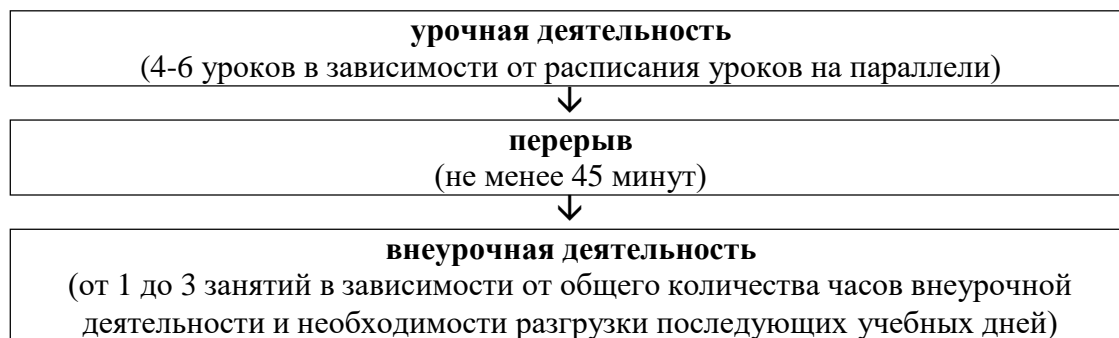 урочная деятельность
(4-6 уроков в зависимости от расписания уроков на параллели)
перерыв
(не менее 45 минут)
внеурочная деятельность
(от 1 до 3 занятий в зависимости от общего количества часов внеурочной
деятельности и необходимости разгрузки последующих учебных дней)